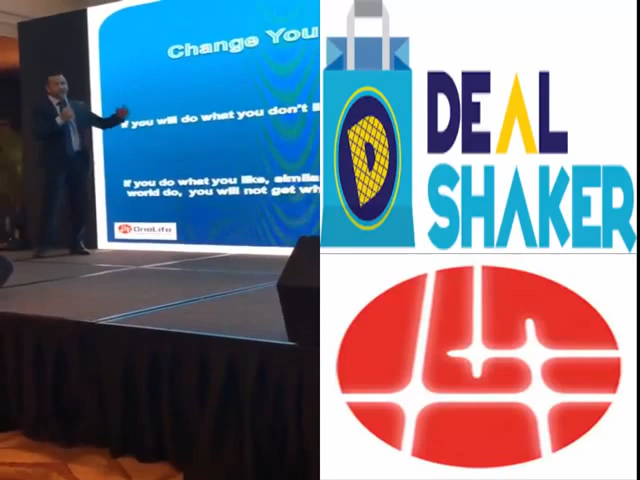 Change You
If you will do what you don't l
If you do what you like, simila
world do, you will not get wh
OneLife
D
DEAL
SHAKER